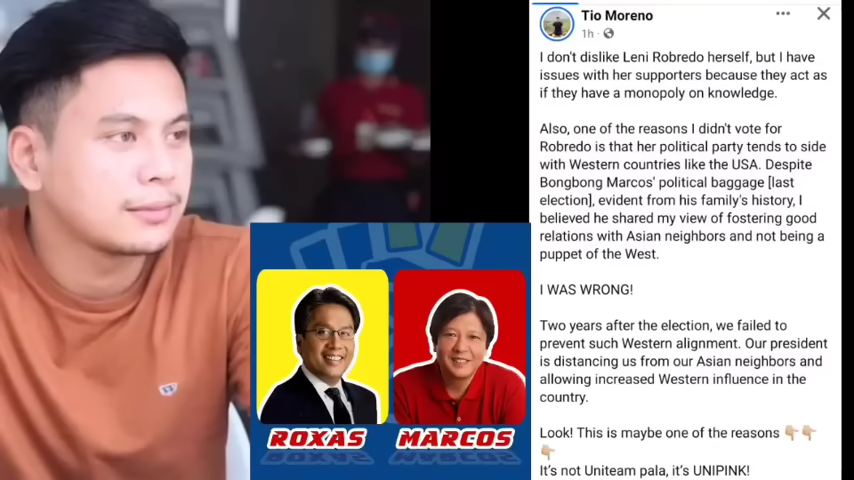 Tio Moreno
1h
I don't dislike Leni Robredo herself, but I have
issues with her supporters because they act as
if they have a monopoly on knowledge.
Also, one of the reasons I didn't vote for
Robredo is that her political party tends to side
with Western countries like the USA. Despite
Bongbong Marcos' political baggage [last
election], evident from his family's history, I
believed he shared my view of fostering good
relations with Asian neighbors and not being a
puppet of the West.
I WAS WRONG!
Two years after the election, we failed to
prevent such Western alignment. Our president
is distancing us from our Asian neighbors and
allowing increased Western influence in the
country.
Look! This is maybe one of the reasons 👇🏼👇🏼
👇🏼
It's not Uniteam pala, it's UNIPINK!
ROXAS
MARCOS